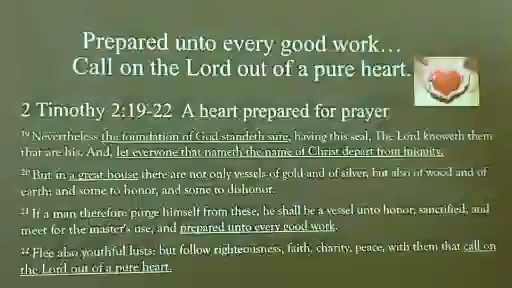 Prepared unto every good work…
Call on the Lord out of a pure heart.
2 Timothy 2:19-22 A heart prepared for prayer
19 Nevertheless the foundation of God standeth sure, having this seal, The Lord knoweth them
that are his. And, let everyone that nameth the name of Christ depart from iniquity.
20 But in a great house there are not only vessels of gold and of silver, but also of wood and of
earth; and some to honor, and some to dishonor.
21 If a man therefore purge himself from these, he shall be a vessel unto honor, sanctified, and
meet for the master's use, and prepared unto every good work.
22 Flee also youthful lusts: but follow righteousness, faith, charity, peace, with them that call on
the Lord out of a pure heart.